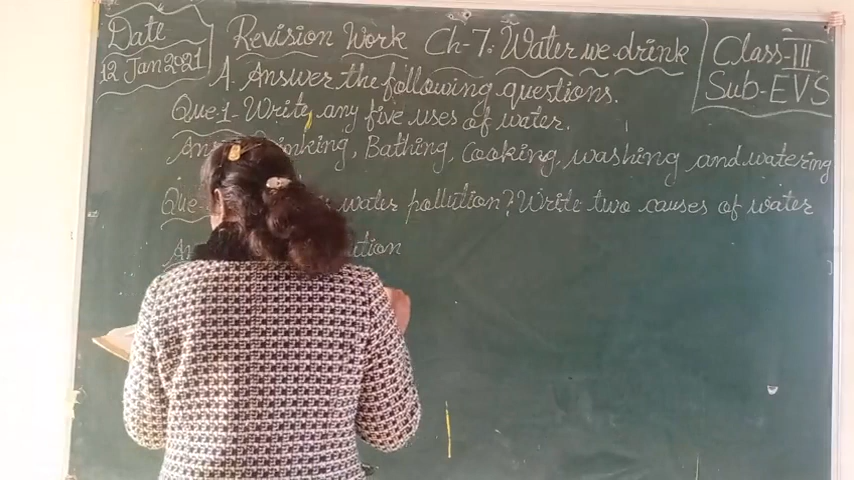 Date
12 Jan 2021
Revision Work Ch-7: Water we drink
Class-III
Sub-EVS
A. Answer the following questions.
Que-1- Write any five uses of water.
Bathing, cooking, washing and watering
Que water pollution? Write two causes of water